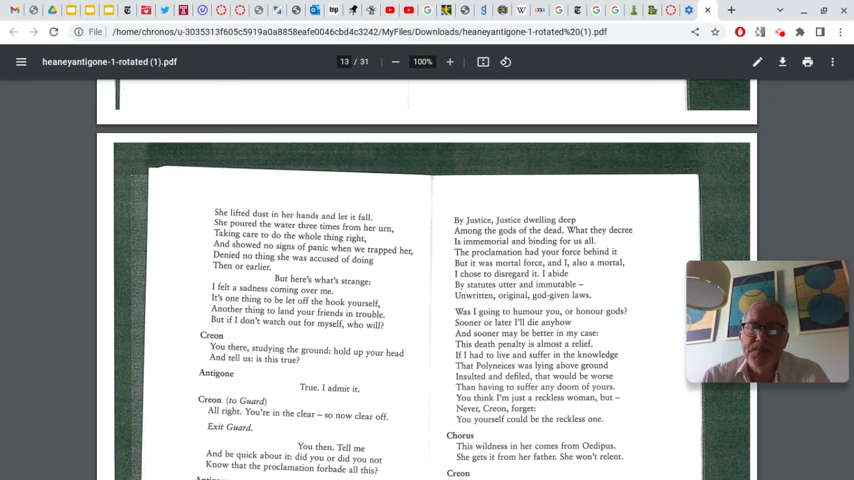 File
/home/chronos/u-3035313f605c5919a0a8858eafe0046cbd4c3242/MyFiles/Downloads/heaneyantigone-1-rotated%20(1).pdf
heaneyantigone-1-rotated (1).pdf
13 / 31
100%
She lifted dust in her hands and let it fall.
She poured the water three times from her urn,
Taking care to do the whole thing right,
And showed no signs of panic when we trapped her,
Denied no thing she was accused of doing
Then or earlier.
But here's what's strange:
I felt a sadness coming over me.
It's one thing to be let off the hook yourself,
Another thing to land your friends in trouble.
But if I don't watch out for myself, who will?
Creon
You there, studying the ground: hold up your head
And tell us: is this true?
Antigone
True. I admit it.
Creon (to Guard)
All right. You're in the clear – so now clear off.
Exit Guard.
You then. Tell me
And be quick about it: did you or did you not
Know that the proclamation forbade all this?
By Justice, Justice dwelling deep
Among the gods of the dead. What they decree
Is immemorial and binding for us all.
The proclamation had your force behind it
But it was mortal force, and I, also a mortal,
I chose to disregard it. I abide
By statutes utter and immutable –
Unwritten, original, god-given laws.
Was I going to humour you, or honour gods?
Sooner or later I'll die anyhow
And sooner may be better in my case:
This death penalty is almost a relief.
If I had to live and suffer in the knowledge
That Polyneices was lying above ground
Insulted and defiled, that would be worse
Than having to suffer any doom of yours.
You think I'm just a reckless woman, but –
Never, Creon, forget:
You yourself could be the reckless one.
Chorus
This wildness in her comes from Oedipus.
She gets it from her father. She won't relent.
Creon